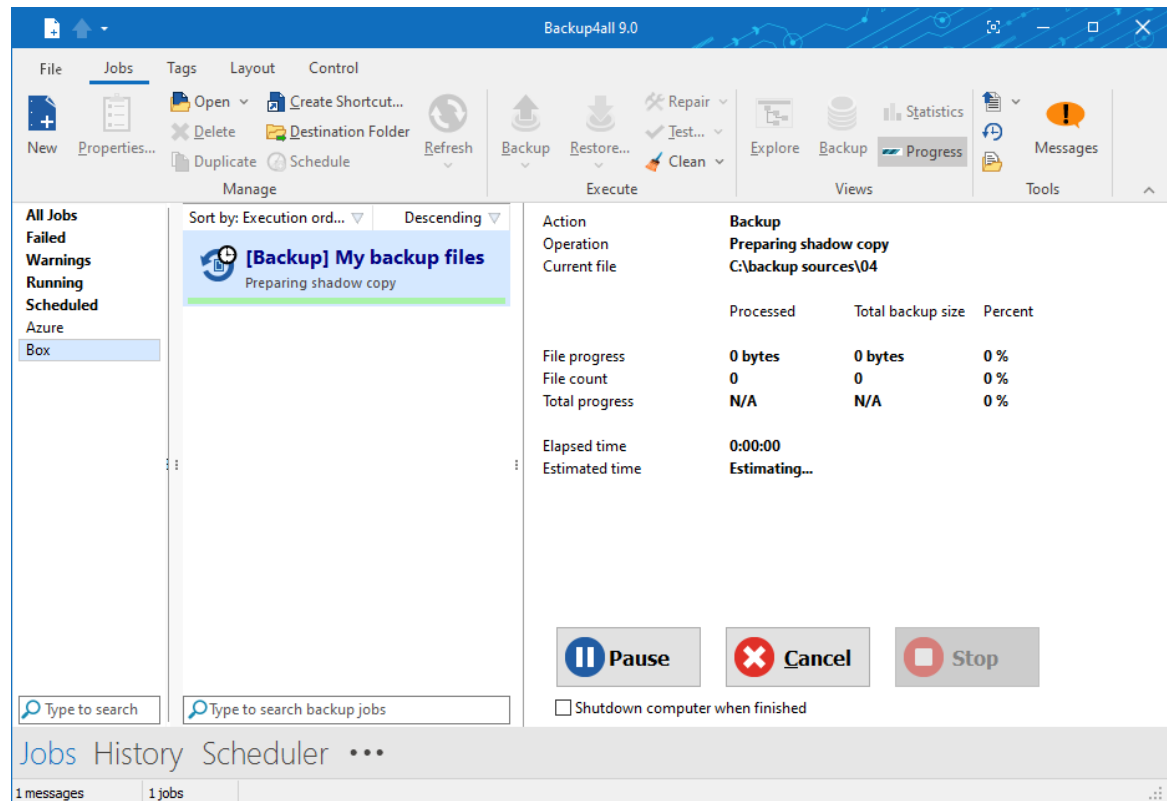 Backup4all 9.0
File Jobs Tags Layout Control
New
Properties...
Open
Delete
Duplicate
Create Shortcut...
Destination Folder
Schedule
Refresh
Manage
Backup
Restore...
Repair
Test...
Clean
Execute
Explore
Backup
Statistics
Progress
Views
Messages
Tools
All Jobs
Failed
Warnings
Running
Scheduled
Azure
Box
Type to search
Sort by: Execution ord... Descending
[Backup] My backup files
Preparing shadow copy
Type to search backup jobs
Action Backup
Operation Preparing shadow copy
Current file C:\backup sources\04
Processed Total backup size Percent
File progress 0 bytes 0 bytes 0 %
File count 0 0 0 %
Total progress N/A N/A 0 %
Elapsed time 0:00:00
Estimated time Estimating...
Pause Cancel Stop
Shutdown computer when finished
Jobs History Scheduler •••
1 messages 1 jobs